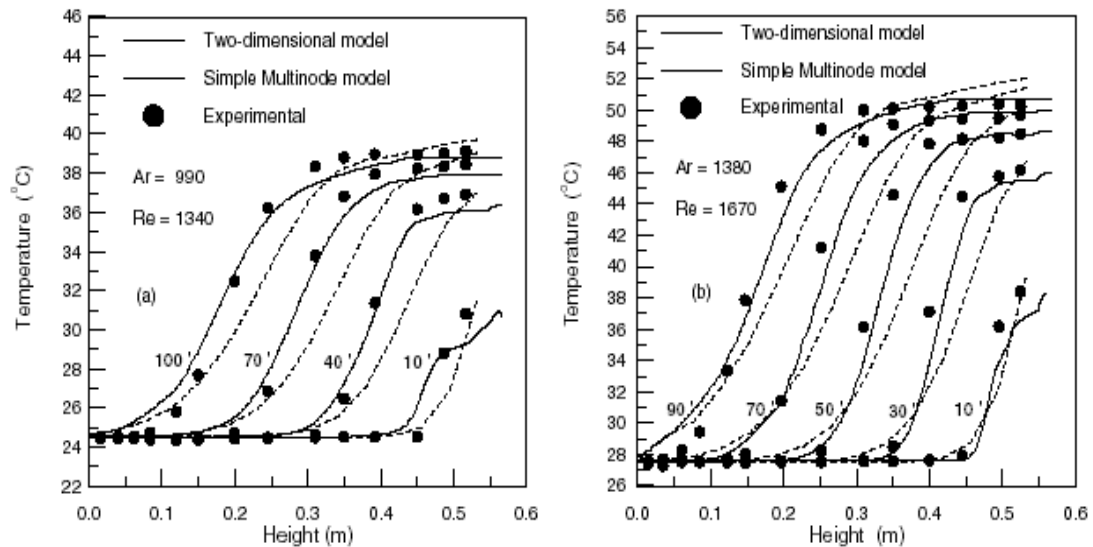 46
44
42
40
38
36
34
32
30
28
26
24
22
Temperature (°C)
Two-dimensional model
Simple Multinode model
Experimental
Ar = 990
Re = 1340
(a)
100'
70'
40'
10'
0.0 0.1 0.2 0.3 0.4 0.5 0.6
Height (m)
56
54
52
50
48
46
44
42
40
38
36
34
32
30
28
26
Temperature (°C)
Two-dimensional model
Simple Multinode model
Experimental
Ar = 1380
Re = 1670
(b)
90'
70'
50'
30'
10'
0.0 0.1 0.2 0.3 0.4 0.5 0.6
Height (m)